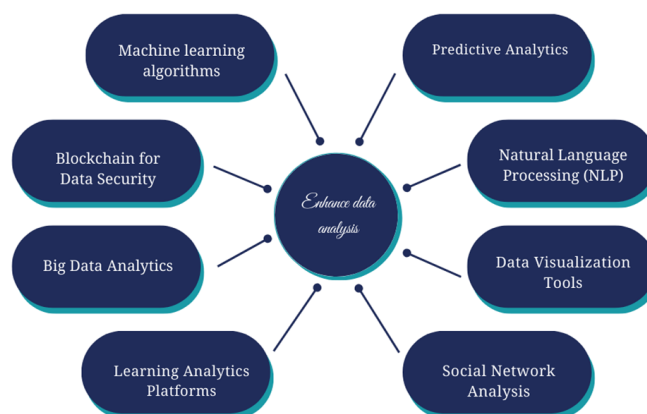 Machine learning
algorithms
Predictive Analytics
Blockchain for
Data Security
Natural Language
Processing (NLP)
Enhance data
analysis
Big Data Analytics
Data Visualization
Tools
Learning Analytics
Platforms
Social Network
Analysis